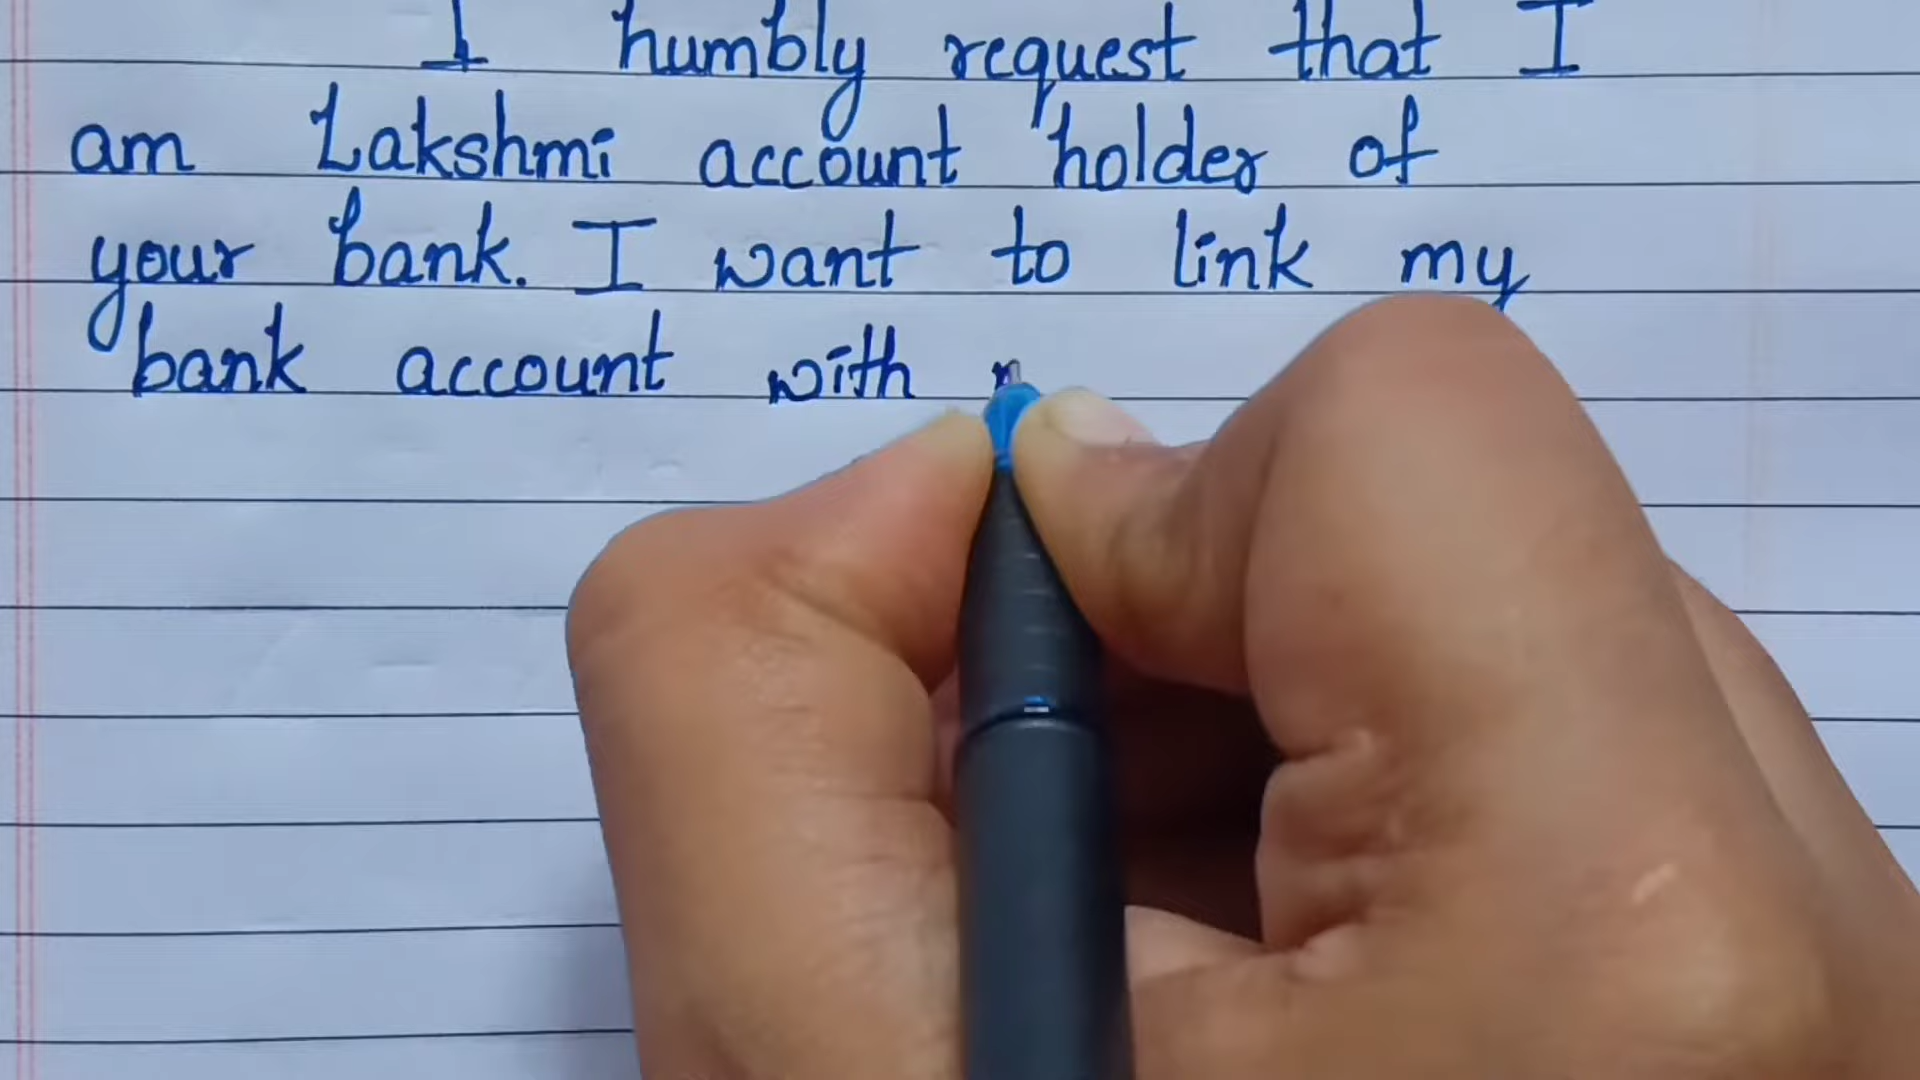 I humbly request that I
am Lakshmi account holder of
your bank. I want to link my
bank account with